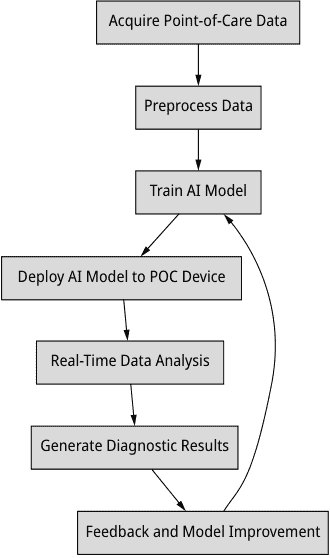 Acquire Point-of-Care Data
Preprocess Data
Train AI Model
Deploy AI Model to POC Device
Real-Time Data Analysis
Generate Diagnostic Results
Feedback and Model Improvement